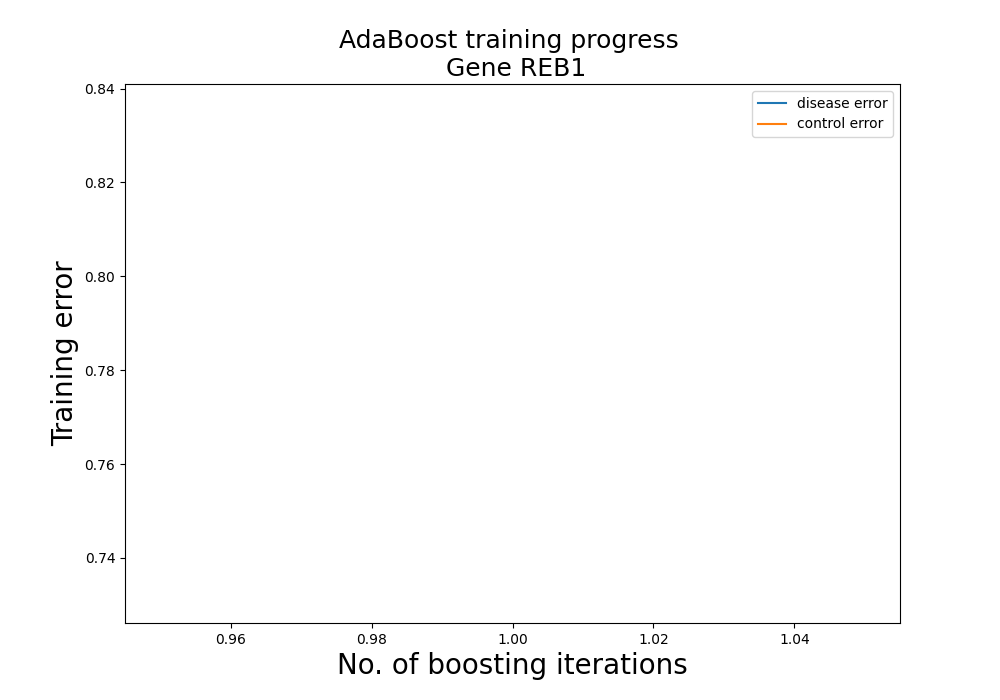 AdaBoost training progress
Gene REB1
disease error
control error
0.84
0.82
0.80
0.78
0.76
0.74
Training error
0.96
0.98
1.00
1.02
1.04
No. of boosting iterations